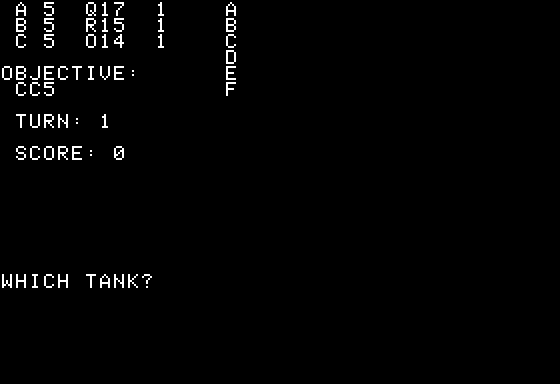 A 5  Q17  1    A
B 5  R15  1    B
C 5  O14  1    C
D
OBJECTIVE:     E
CC5            F
TURN: 1
SCORE: 0
WHICH TANK?